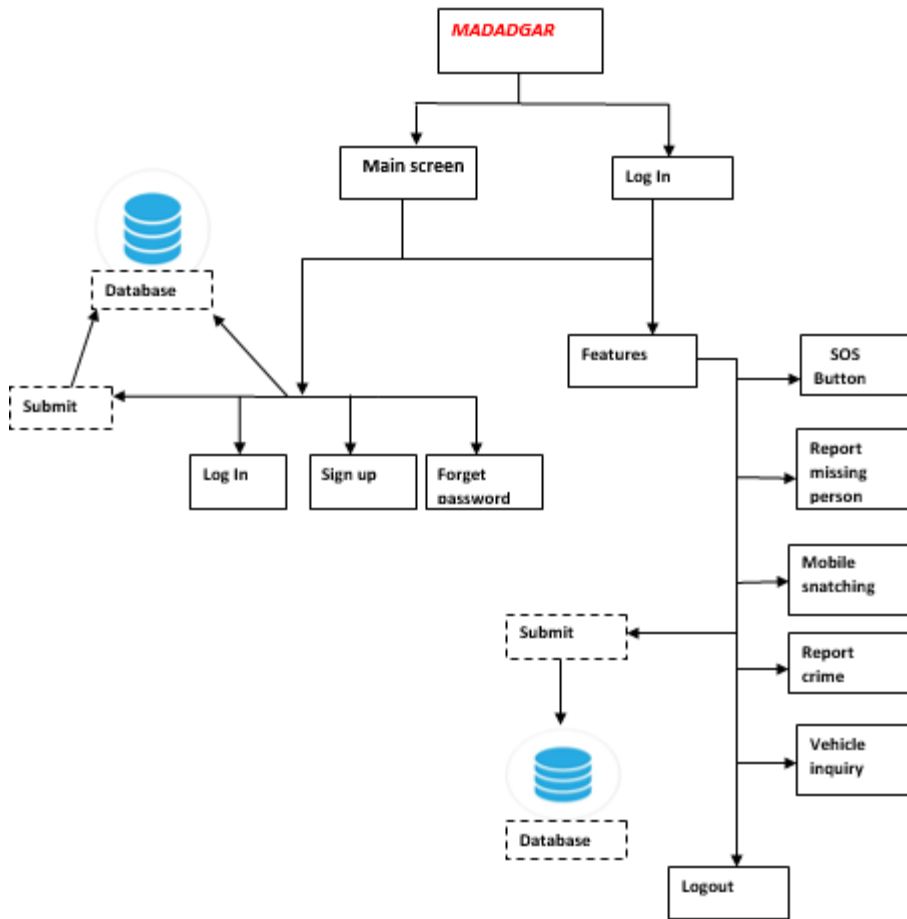 MADADGAR
Main screen
Log In
Database
Features
SOS
Button
Submit
Log In
Sign up
Forget
password
Report
missing
person
Mobile
snatching
Submit
Report
crime
Vehicle
inquiry
Database
Logout